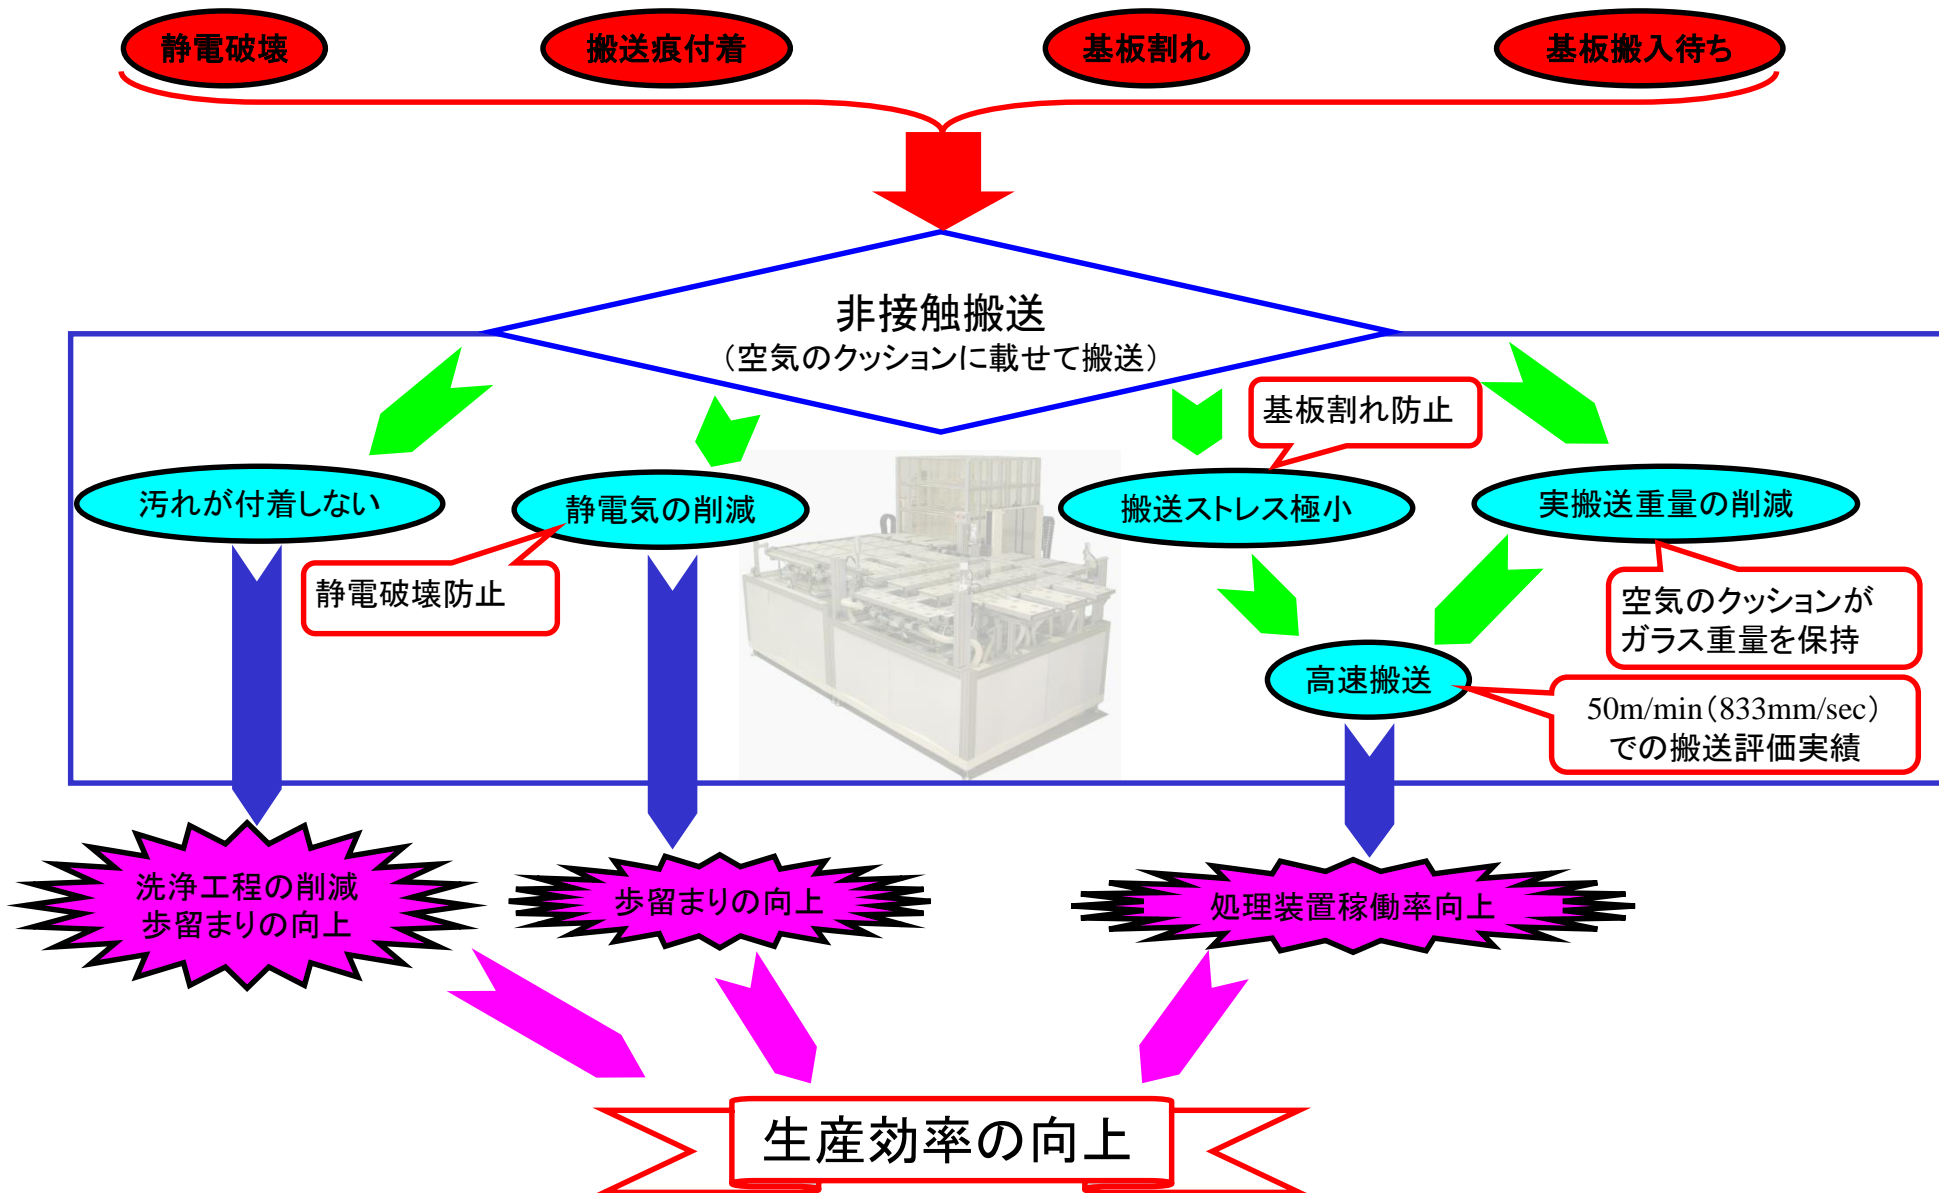 静電破壊
搬送痕付着
基板割れ
基板搬入待ち
非接触搬送
（空気のクッションに載せて搬送）
基板割れ防止
汚れが付着しない
静電気の削減
搬送ストレス極小
実搬送重量の削減
静電破壊防止
空気のクッションが
ガラス重量を保持
高速搬送
50m/min（833mm/sec）
での搬送評価実績
洗浄工程の削減
歩留まりの向上
歩留まりの向上
処理装置稼働率向上
生産効率の向上